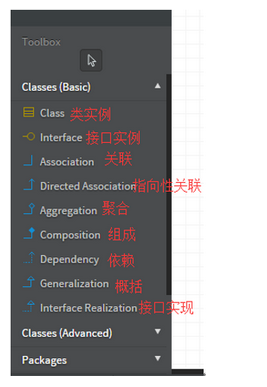 Toolbox
Classes (Basic)
Class 类实例
Interface 接口实例
Association 关联
Directed Association 指向性关联
Aggregation 聚合
Composition 组成
Dependency 依赖
Generalization 概括
Interface Realization 接口实现
Classes (Advanced)
Packages